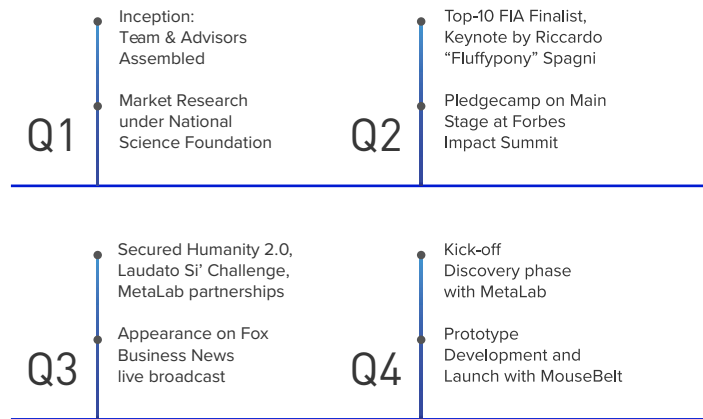 Q1
Inception:
Team & Advisors
Assembled
Market Research
under National
Science Foundation
Q2
Top-10 FIA Finalist,
Keynote by Riccardo
“Fluffypony” Spagni
Pledgecamp on Main
Stage at Forbes
Impact Summit
Q3
Secured Humanity 2.0,
Laudato Si’ Challenge,
MetaLab partnerships
Appearance on Fox
Business News
live broadcast
Q4
Kick-off
Discovery phase
with MetaLab
Prototype
Development and
Launch with MouseBelt